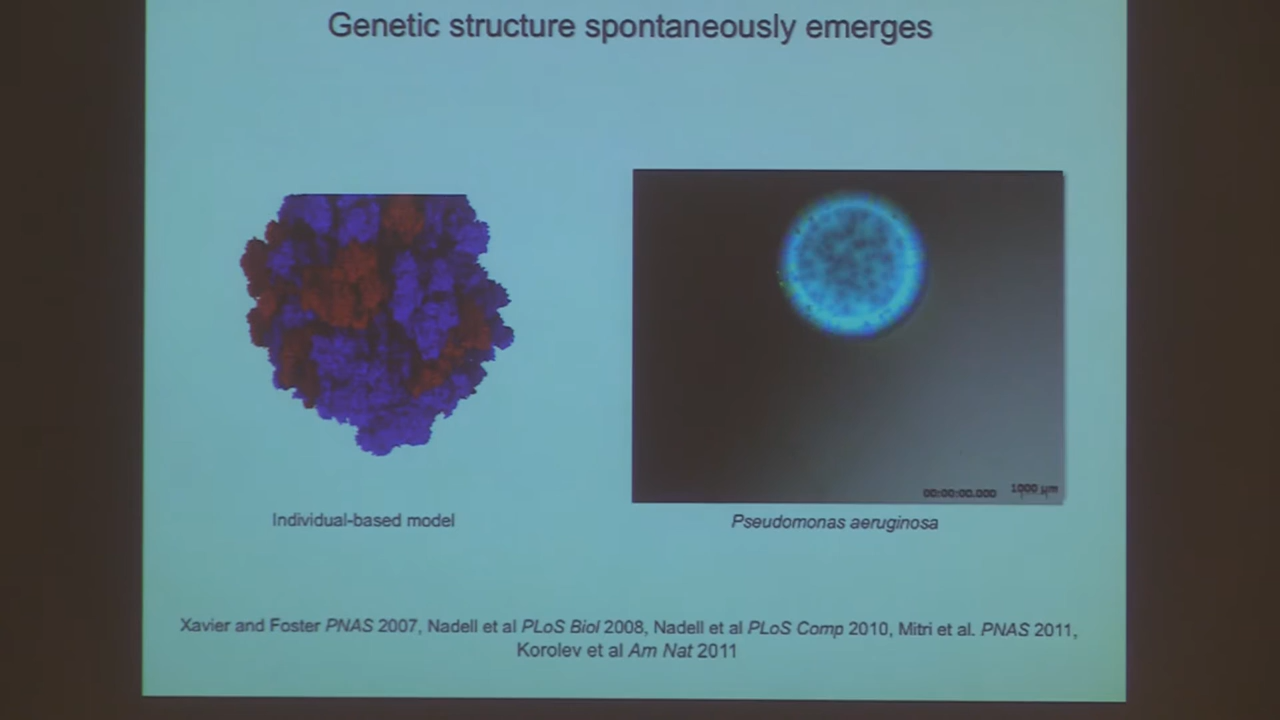 Genetic structure spontaneously emerges
00:00:00.000 1000 µm
Individual-based model
Pseudomonas aeruginosa
Xavier and Foster PNAS 2007, Nadell et al PLoS Biol 2008, Nadell et al PLoS Comp 2010, Mitri et al. PNAS 2011,
Korolev et al Am Nat 2011